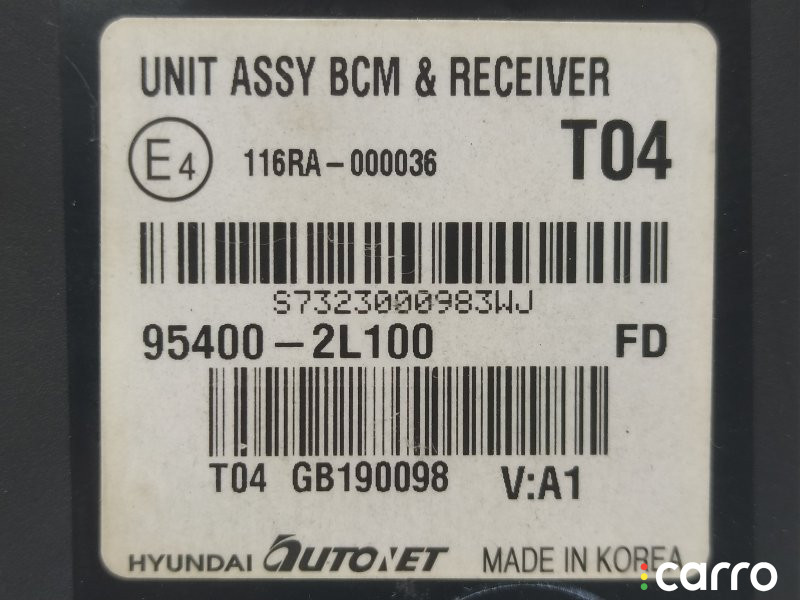 UNIT ASSY BCM & RECEIVER
E4 116RA-000036 T04
S7323000983WJ
95400-2L100 FD
T04 GB190098 V:A1
HYUNDAI AUTONET MADE IN KOREA
carro